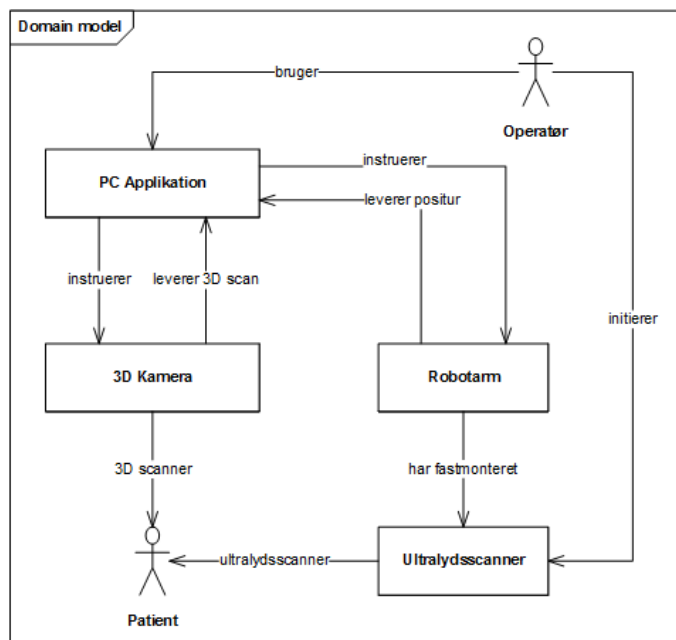 Domain model
bruger
Operatør
PC Applikation
instruerer
leverer positur
instruerer
leverer 3D scan
initierer
3D Kamera
Robotarm
3D scanner
har fastmonteret
ultralydsscanner
Ultralydsscanner
Patient